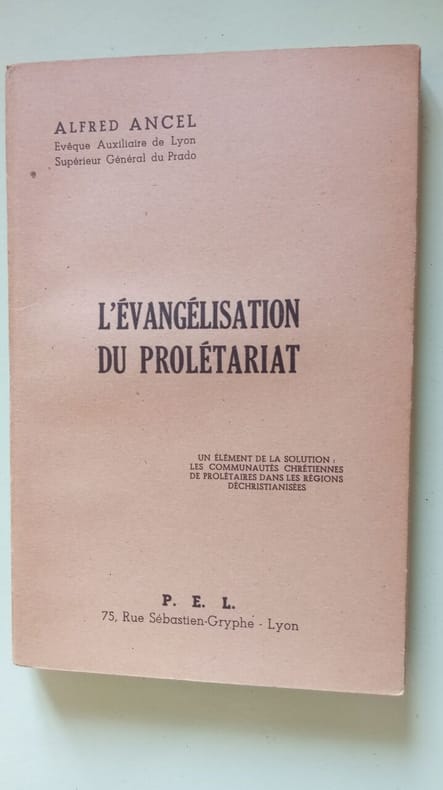 ALFRED ANCEL
Evêque Auxiliaire de Lyon
Supérieur Général du Prado
L'ÉVANGÉLISATION
DU PROLÉTARIAT
UN ÉLÉMENT DE LA SOLUTION :
LES COMMUNAUTÉS CHRÉTIENNES
DE PROLÉTAIRES DANS LES RÉGIONS
DÉCHRISTIANISÉES
P. E. L.
75, Rue Sébastien-Gryphe - Lyon